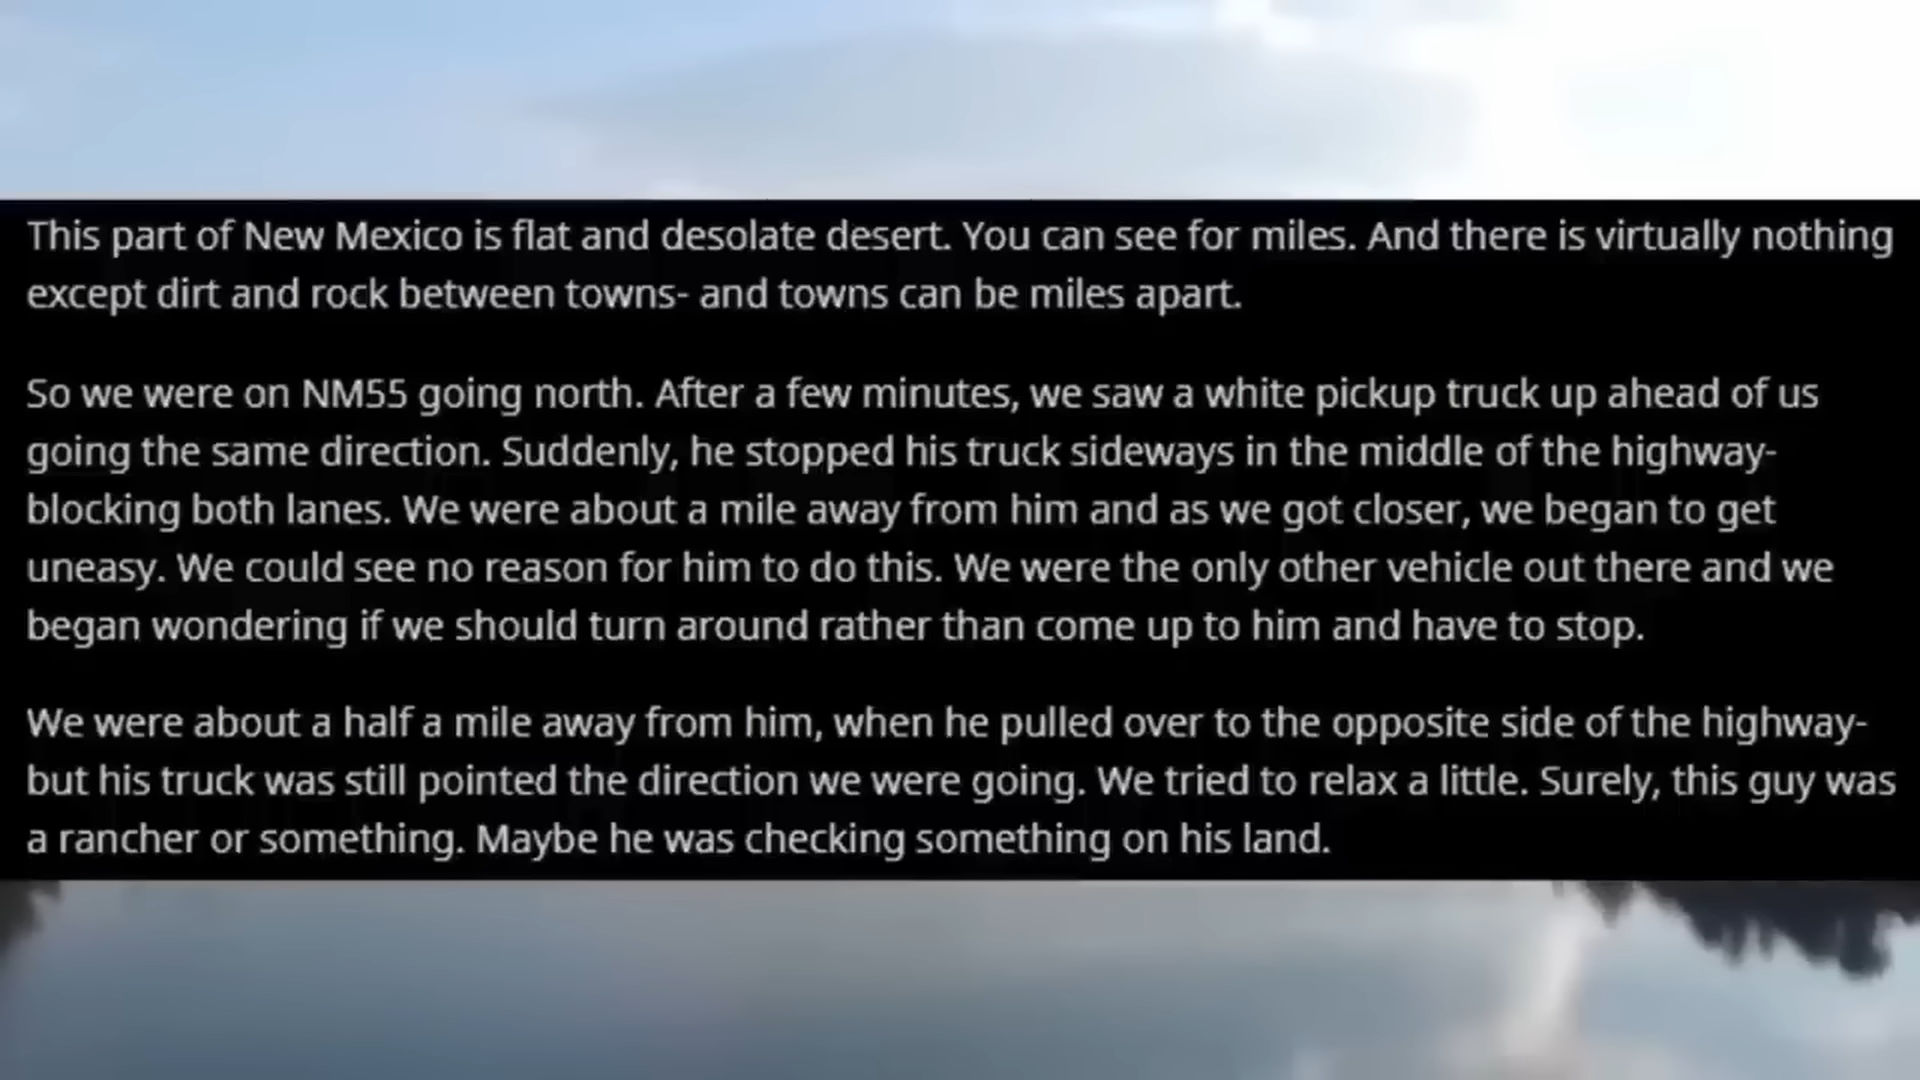 This part of New Mexico is flat and desolate desert. You can see for miles. And there is virtually nothing
except dirt and rock between towns- and towns can be miles apart.
So we were on NM55 going north. After a few minutes, we saw a white pickup truck up ahead of us
going the same direction. Suddenly, he stopped his truck sideways in the middle of the highway-
blocking both lanes. We were about a mile away from him and as we got closer, we began to get
uneasy. We could see no reason for him to do this. We were the only other vehicle out there and we
began wondering if we should turn around rather than come up to him and have to stop.
We were about a half a mile away from him, when he pulled over to the opposite side of the highway-
but his truck was still pointed the direction we were going. We tried to relax a little. Surely, this guy was
a rancher or something. Maybe he was checking something on his land.